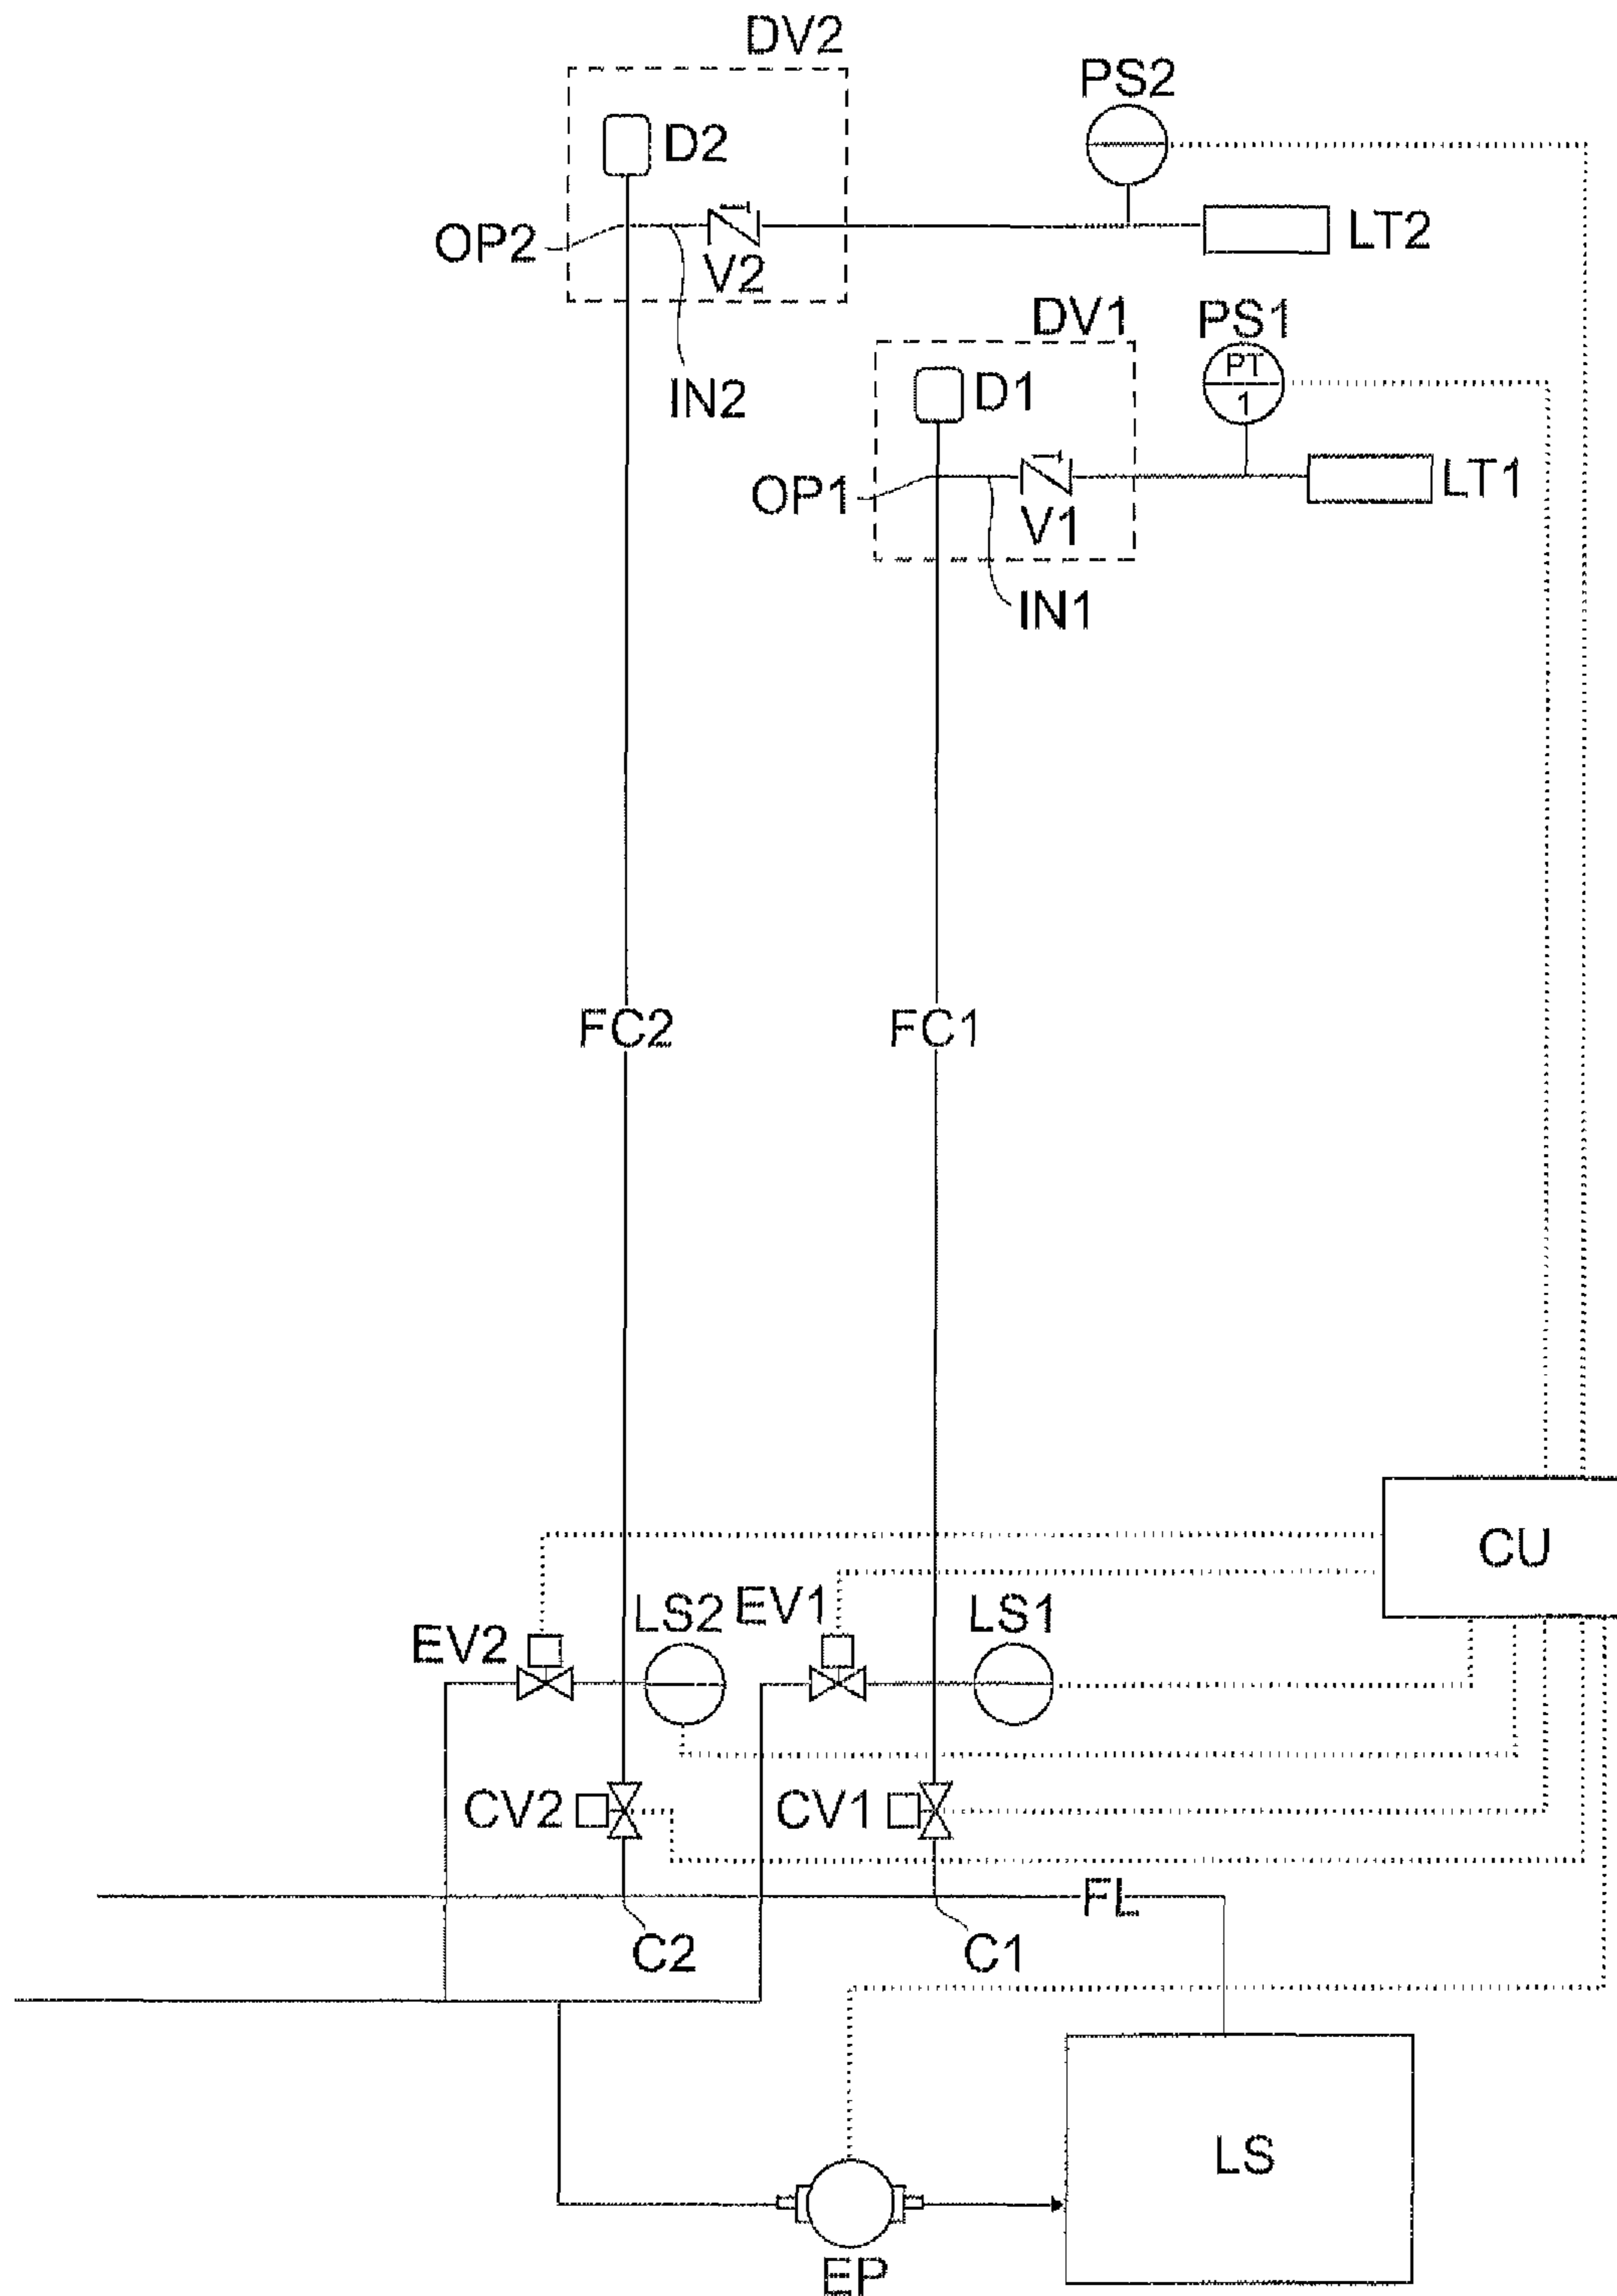 DV2
PS2
D2
OP2
V2
LT2
DV1
PS1
IN2
D1
PT
1
OP1
V1
LT1
IN1
FC2
FC1
CU
LS2
EV1
LS1
EV2
CV2
CV1
FL
C2
C1
LS
EP